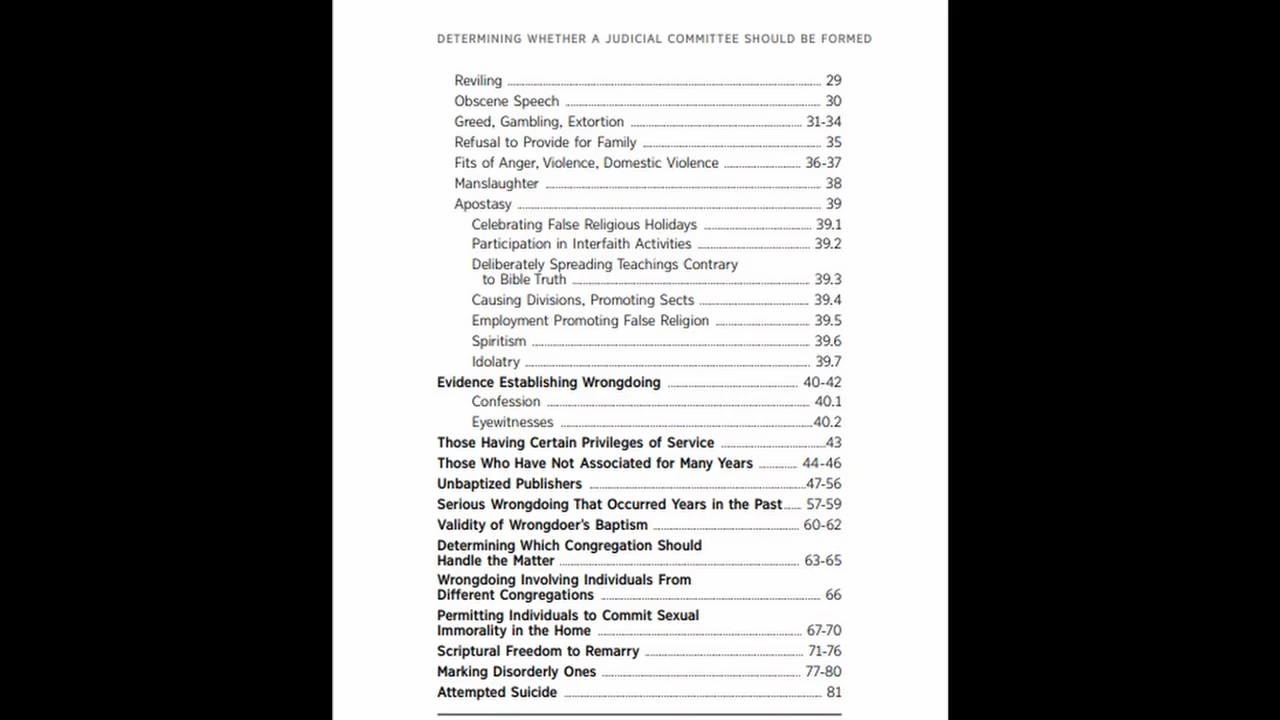 DETERMINING WHETHER A JUDICIAL COMMITTEE SHOULD BE FORMED
Reviling 29
Obscene Speech 30
Greed, Gambling, Extortion 31-34
Refusal to Provide for Family 35
Fits of Anger, Violence, Domestic Violence 36-37
Manslaughter 38
Apostasy 39
Celebrating False Religious Holidays 39.1
Participation in Interfaith Activities 39.2
Deliberately Spreading Teachings Contrary
to Bible Truth 39.3
Causing Divisions, Promoting Sects 39.4
Employment Promoting False Religion 39.5
Spiritism 39.6
Idolatry 39.7
Evidence Establishing Wrongdoing 40-42
Confession 40.1
Eyewitnesses 40.2
Those Having Certain Privileges of Service 43
Those Who Have Not Associated for Many Years 44-46
Unbaptized Publishers 47-56
Serious Wrongdoing That Occurred Years in the Past 57-59
Validity of Wrongdoer's Baptism 60-62
Determining Which Congregation Should
Handle the Matter 63-65
Wrongdoing Involving Individuals From
Different Congregations 66
Permitting Individuals to Commit Sexual
Immorality in the Home 67-70
Scriptural Freedom to Remarry 71-76
Marking Disorderly Ones 77-80
Attempted Suicide 81